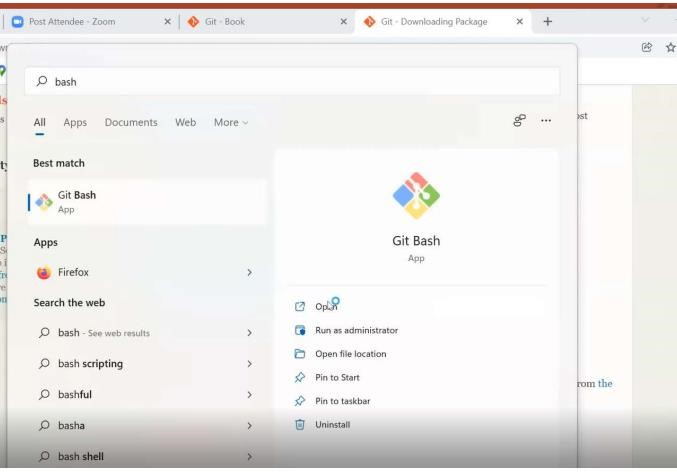 Post Attendee - Zoom
Git - Book
Git - Downloading Package
bash
All Apps Documents Web More
Best match
Git Bash
App
Apps
Firefox
Search the web
bash - See web results
bash scripting
bashful
basha
bash shell
Git Bash
App
Open
Run as administrator
Open file location
Pin to Start
Pin to taskbar
Uninstall
ost
rom the